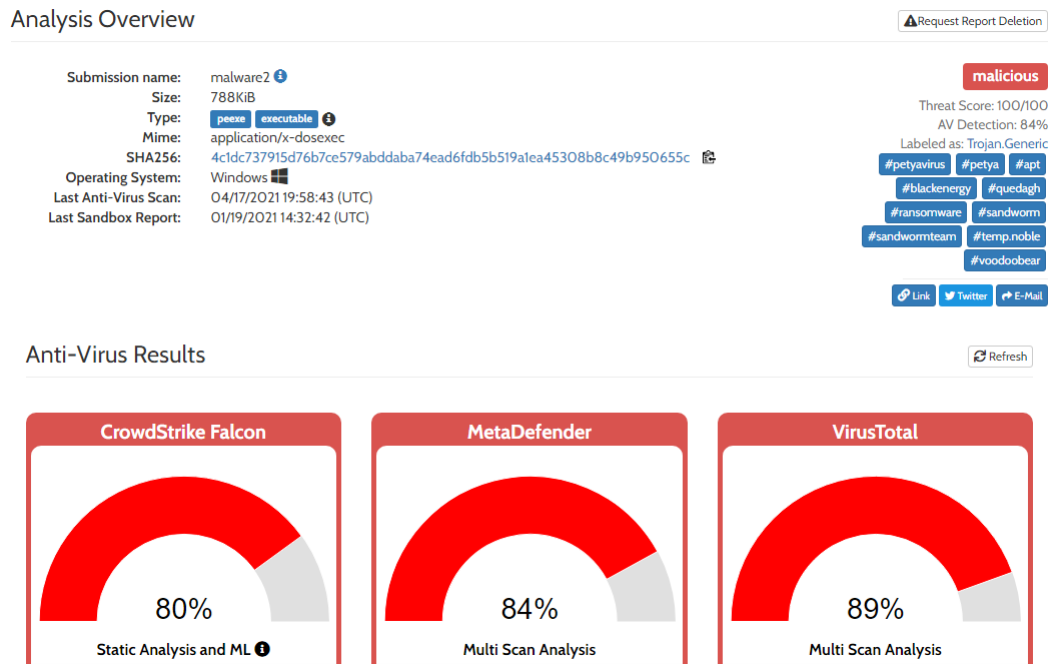 Analysis Overview
Request Report Deletion
Submission name: malware2
Size: 788KiB
Type: peexe executable
Mime: application/x-dosexec
SHA256: 4c1dc737915d76b7ce579abddaba74ead6fdb5b519a1ea45308b8c49b950655c
Operating System: Windows
Last Anti-Virus Scan: 04/17/2021 19:58:43 (UTC)
Last Sandbox Report: 01/19/2021 14:32:42 (UTC)
malicious
Threat Score: 100/100
AV Detection: 84%
Labeled as: Trojan.Generic
#petyavirus #petya #apt
#blackenergy #quedagh
#ransomware #sandworm
#sandwormteam #temp.noble
#voodoobear
Link Twitter E-Mail
Anti-Virus Results
Refresh
CrowdStrike Falcon
80%
Static Analysis and ML
MetaDefender
84%
Multi Scan Analysis
VirusTotal
89%
Multi Scan Analysis